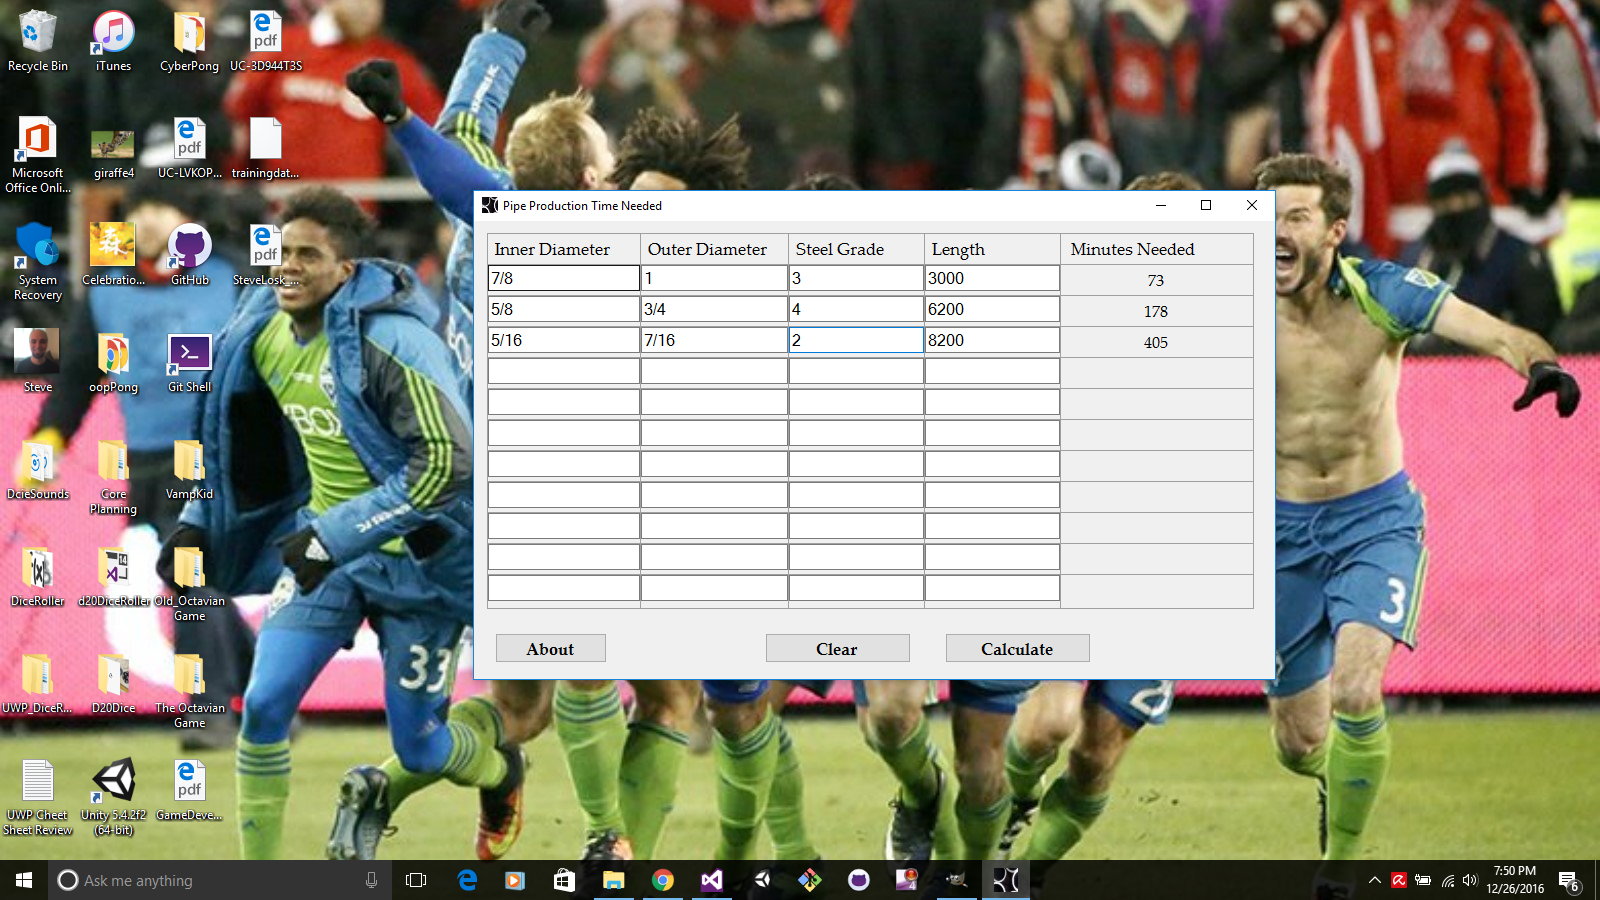 Recycle Bin
iTunes
CyberPong
UC-3D944T3S
Microsoft
Office Onli...
giraffe4
UC-LVKOP...
trainingdat...
System
Recovery
Celebratio...
GitHub
SteveLosk_...
Steve
oopPong
Git Shell
DcieSounds
Core
Planning
VampKid
DiceRoller
d20DiceRoller
Old_Octavian
Game
UWP_DiceR...
D20Dice
The Octavian
Game
UWP Cheet
Sheet Review
Unity 5.4.2f2
(64-bit)
GameDeve...
Pipe Production Time Needed
Inner Diameter Outer Diameter Steel Grade Length Minutes Needed
7/8 1 3 3000 73
5/8 3/4 4 6200 178
5/16 7/16 2 8200 405
About Clear Calculate
33
3
Ask me anything
7:50 PM
12/26/2016
6